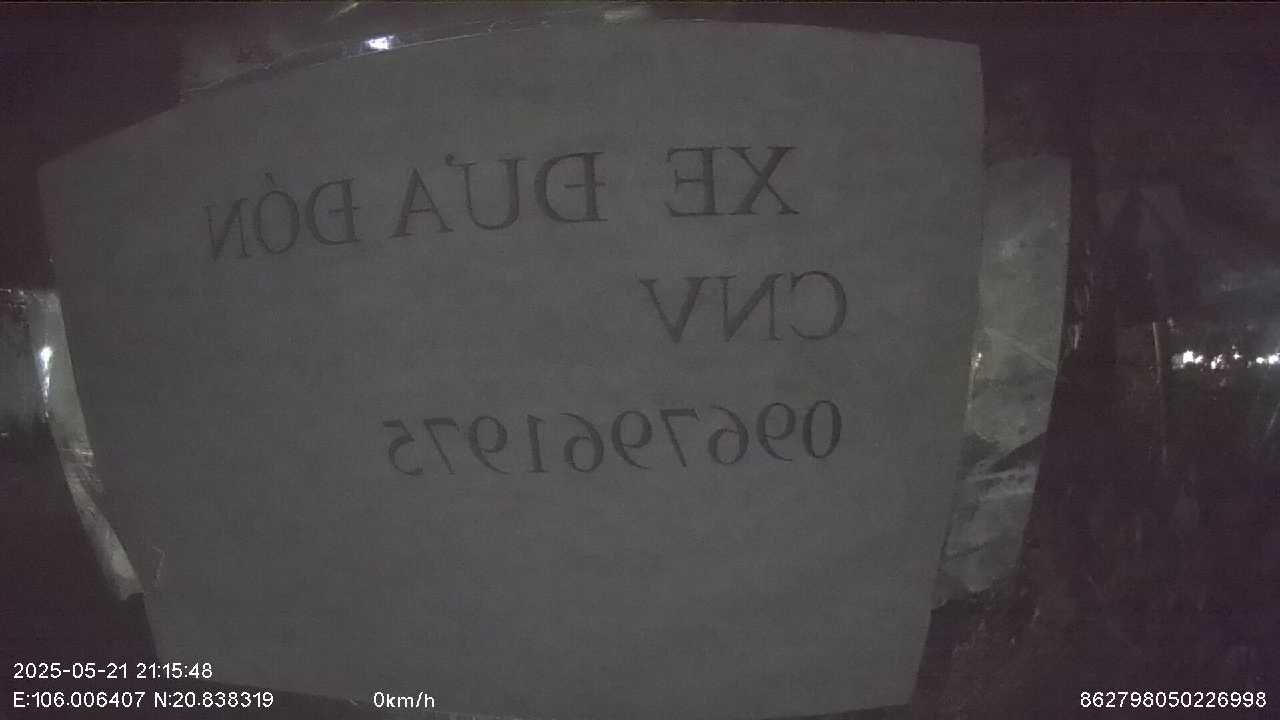 XE ĐƯA ĐÓN
CNV
0967961975
2025-05-21 21:15:48
E:106.006407 N:20.838319 0km/h
862798050226998